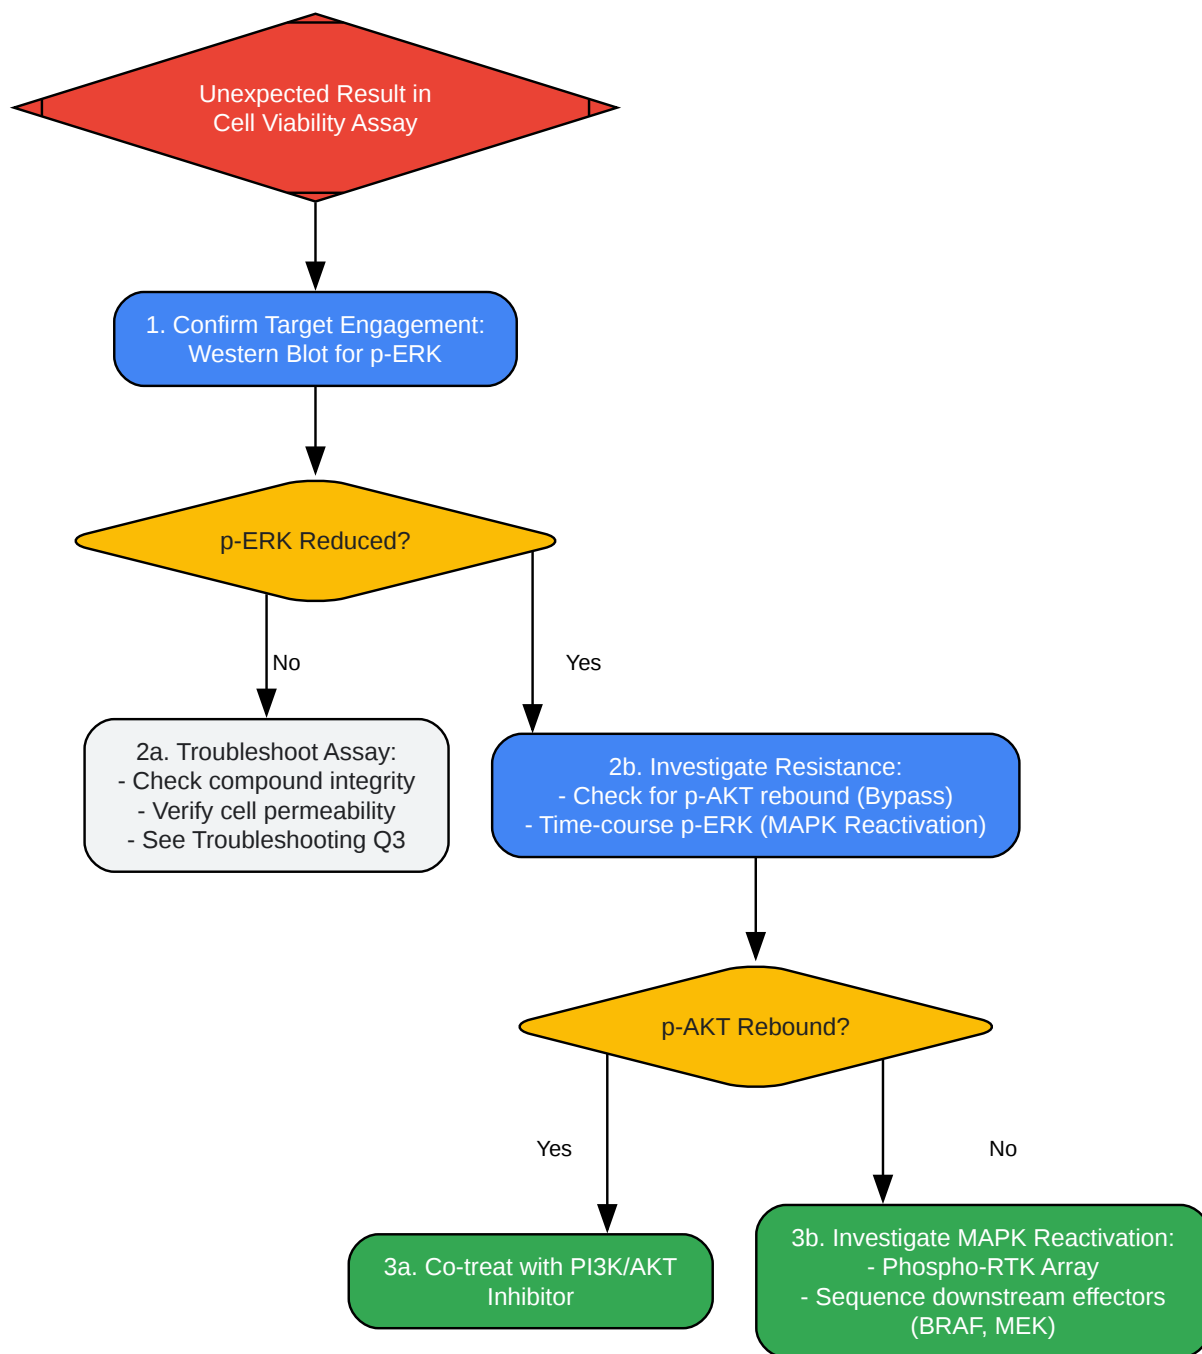 Unexpected Result in
Cell Viability Assay
1. Confirm Target Engagement:
Western Blot for p-ERK
p-ERK Reduced?
No
Yes
2a. Troubleshoot Assay:
- Check compound integrity
- Verify cell permeability
- See Troubleshooting Q3
2b. Investigate Resistance:
- Check for p-AKT rebound (Bypass)
- Time-course p-ERK (MAPK Reactivation)
p-AKT Rebound?
Yes
No
3a. Co-treat with PI3K/AKT
Inhibitor
3b. Investigate MAPK Reactivation:
- Phospho-RTK Array
- Sequence downstream effectors
(BRAF, MEK)